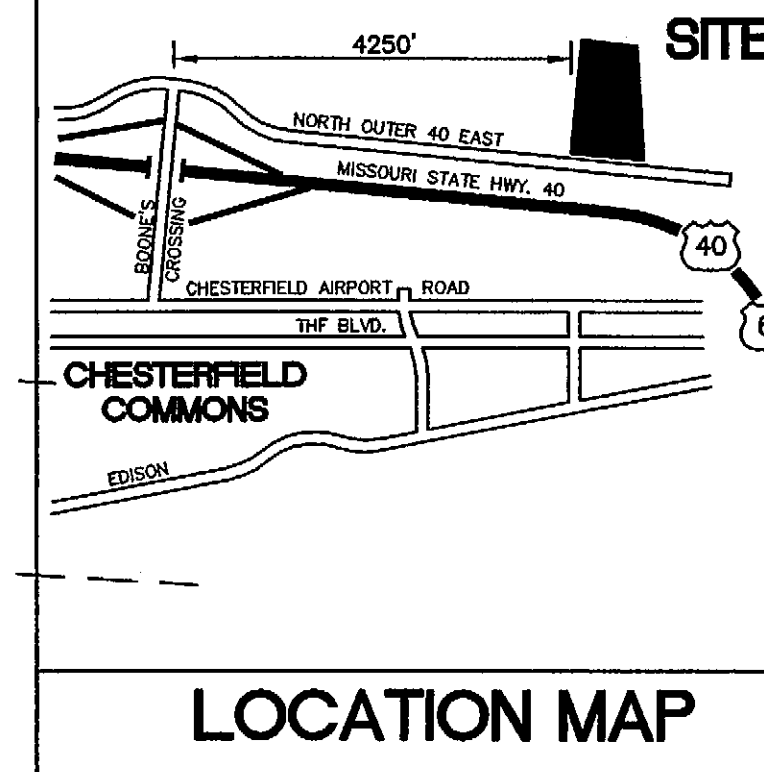 4250'
SITE
NORTH OUTER 40 EAST
MISSOURI STATE HWY. 40
BOONE'S
CROSSING
40
CHESTERFIELD AIRPORT ROAD
6
THF BLVD.
CHESTERFIELD
COMMONS
EDISON
LOCATION MAP